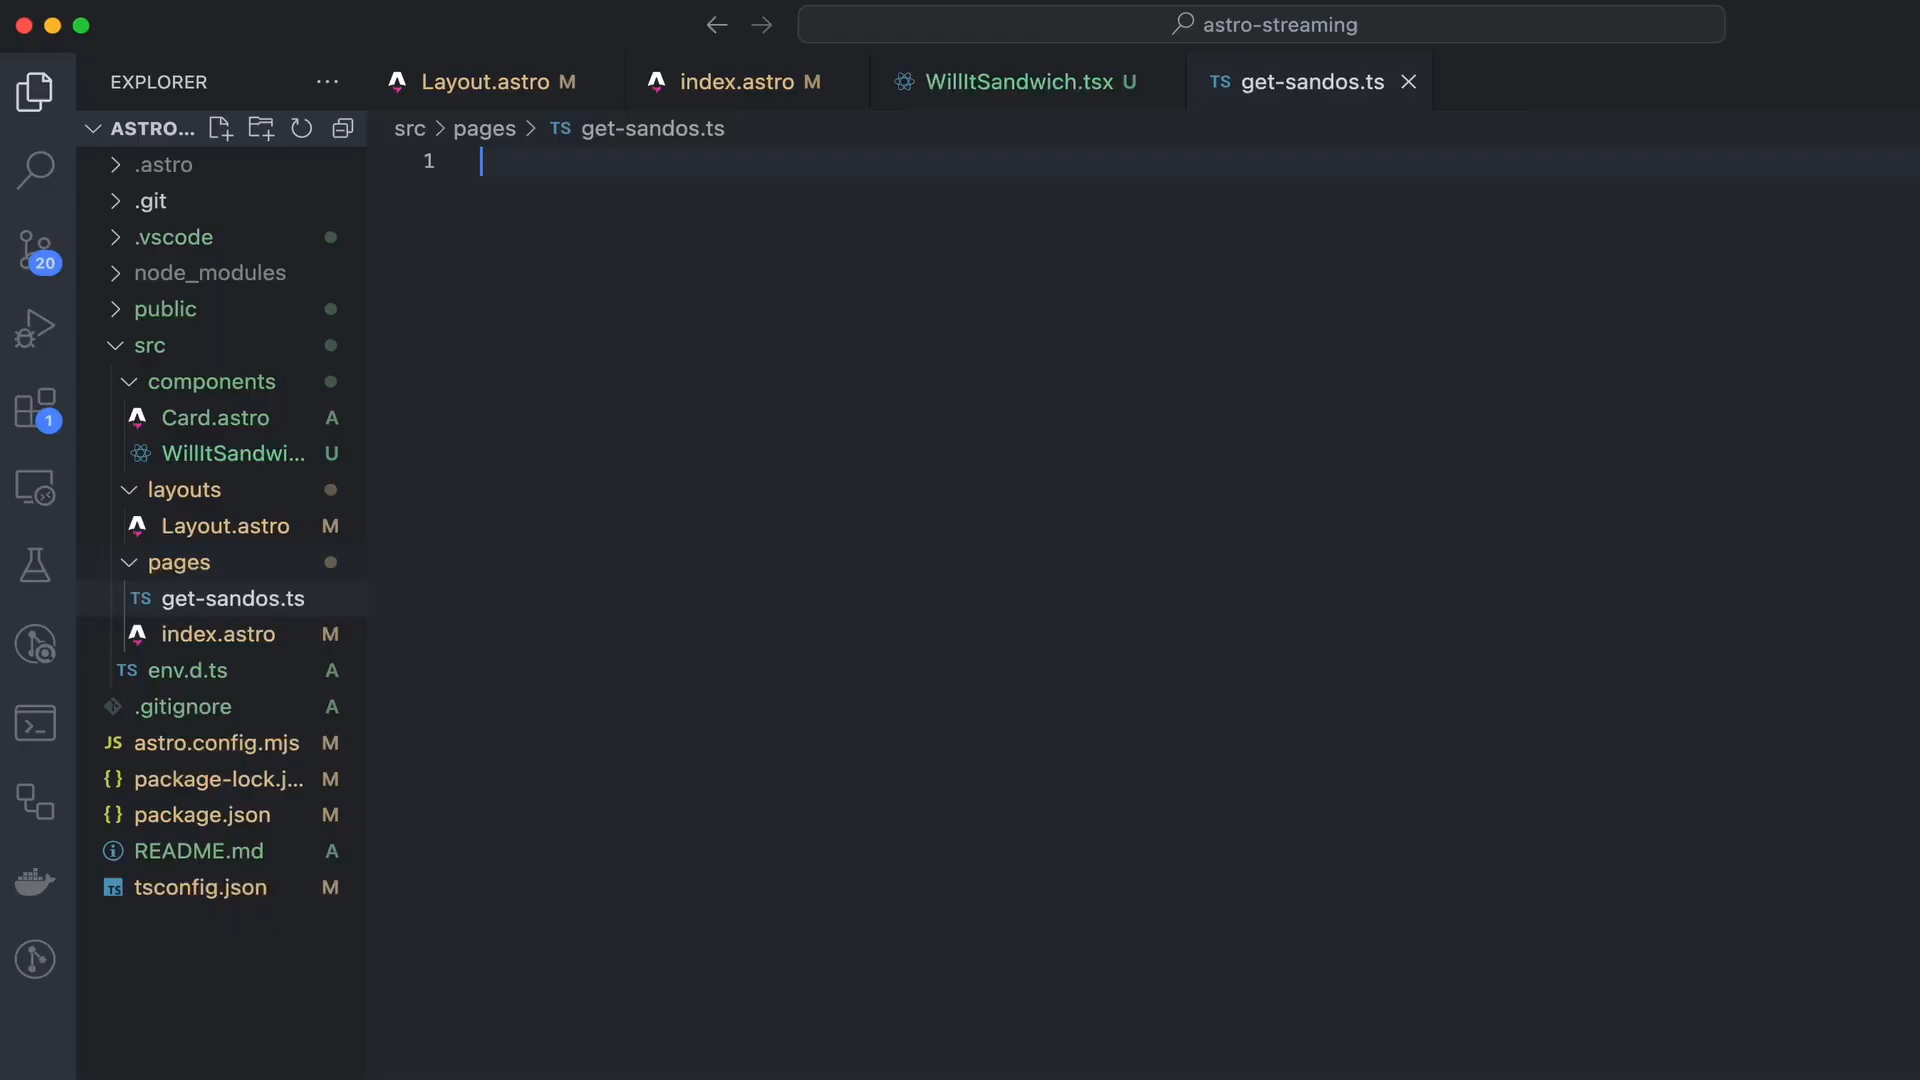 astro-streaming
EXPLORER
Layout.astro M
index.astro M
WillItSandwich.tsx U
TS get-sandos.ts
ASTRO...
src > pages > TS get-sandos.ts
1
.astro
.git
.vscode
node_modules
public
src
components
Card.astro A
WillItSandwi... U
layouts
Layout.astro M
pages
TS get-sandos.ts
index.astro M
TS env.d.ts A
.gitignore A
JS astro.config.mjs M
{} package-lock.j... M
{} package.json M
README.md A
TS tsconfig.json M
20
1